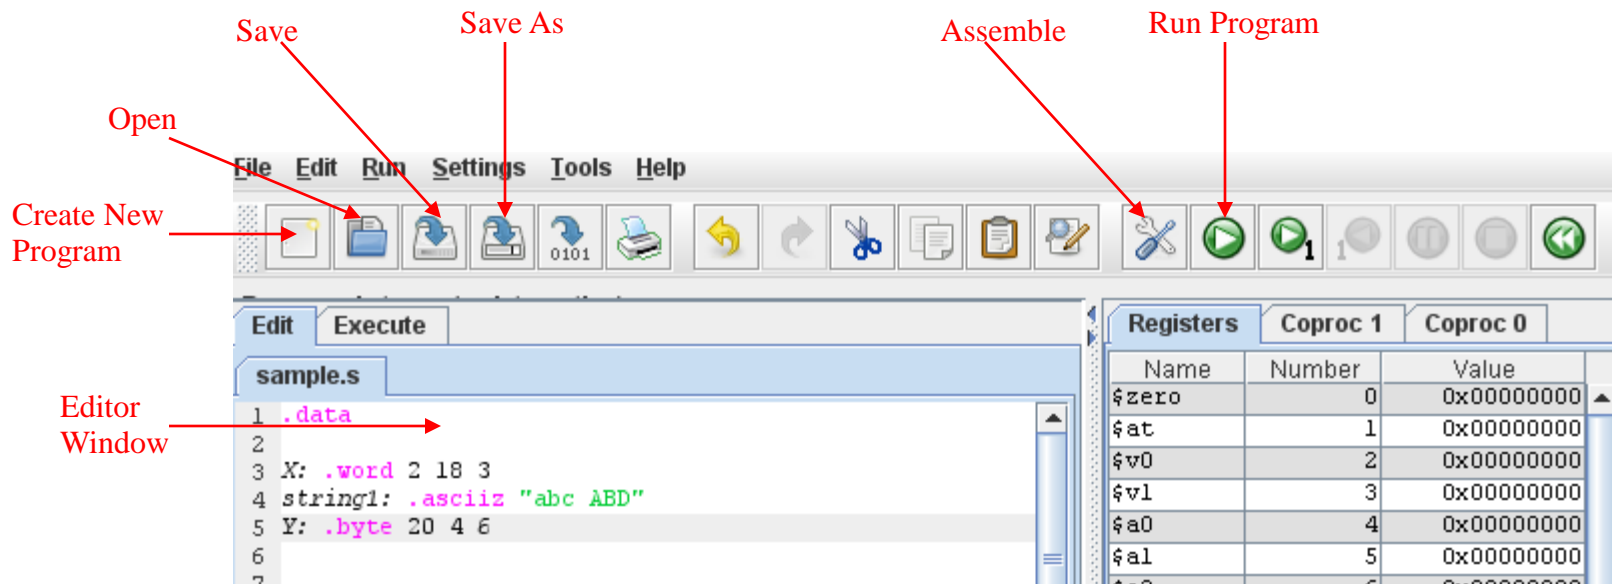 Save
Save As
Assemble
Run Program
Open
File Edit Run Settings Tools Help
Create New
Program
0101
1
1
Edit Execute
Registers Coproc 1 Coproc 0
sample.s
Name Number Value
Editor
Window
1 .data
2
3 X: .word 2 18 3
4 string1: .asciiz "abc ABD"
5 Y: .byte 20 4 6
6
7
$zero 0 0x00000000
$at 1 0x00000000
$v0 2 0x00000000
$v1 3 0x00000000
$a0 4 0x00000000
$a1 5 0x00000000